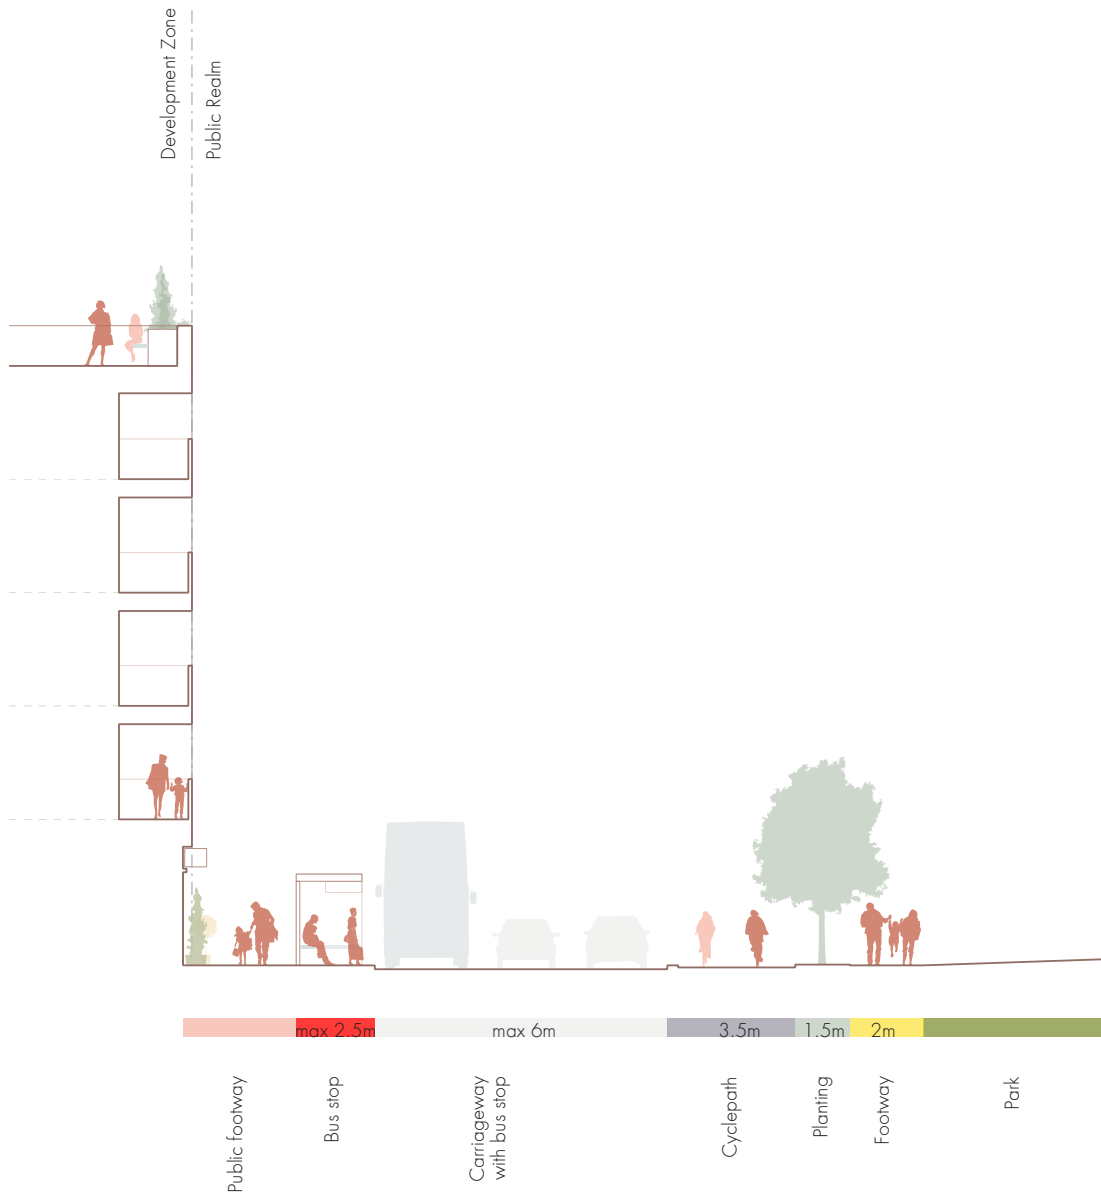 Development Zone
Public Realm
max 2.5m
max 6m
3.5m
1.5m
2m
Public footway
Bus stop
Carriageway
with bus stop
Cyclepath
Planting
Footway
Park